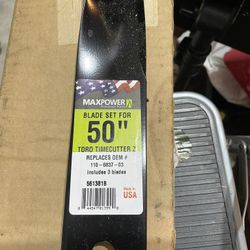 MAXPOWER
BLADE SET FOR
50"
TORO TIMECUTTER Z
REPLACES OEM #
110-6837-03
includes 3 blades
561381B
Made in
USA